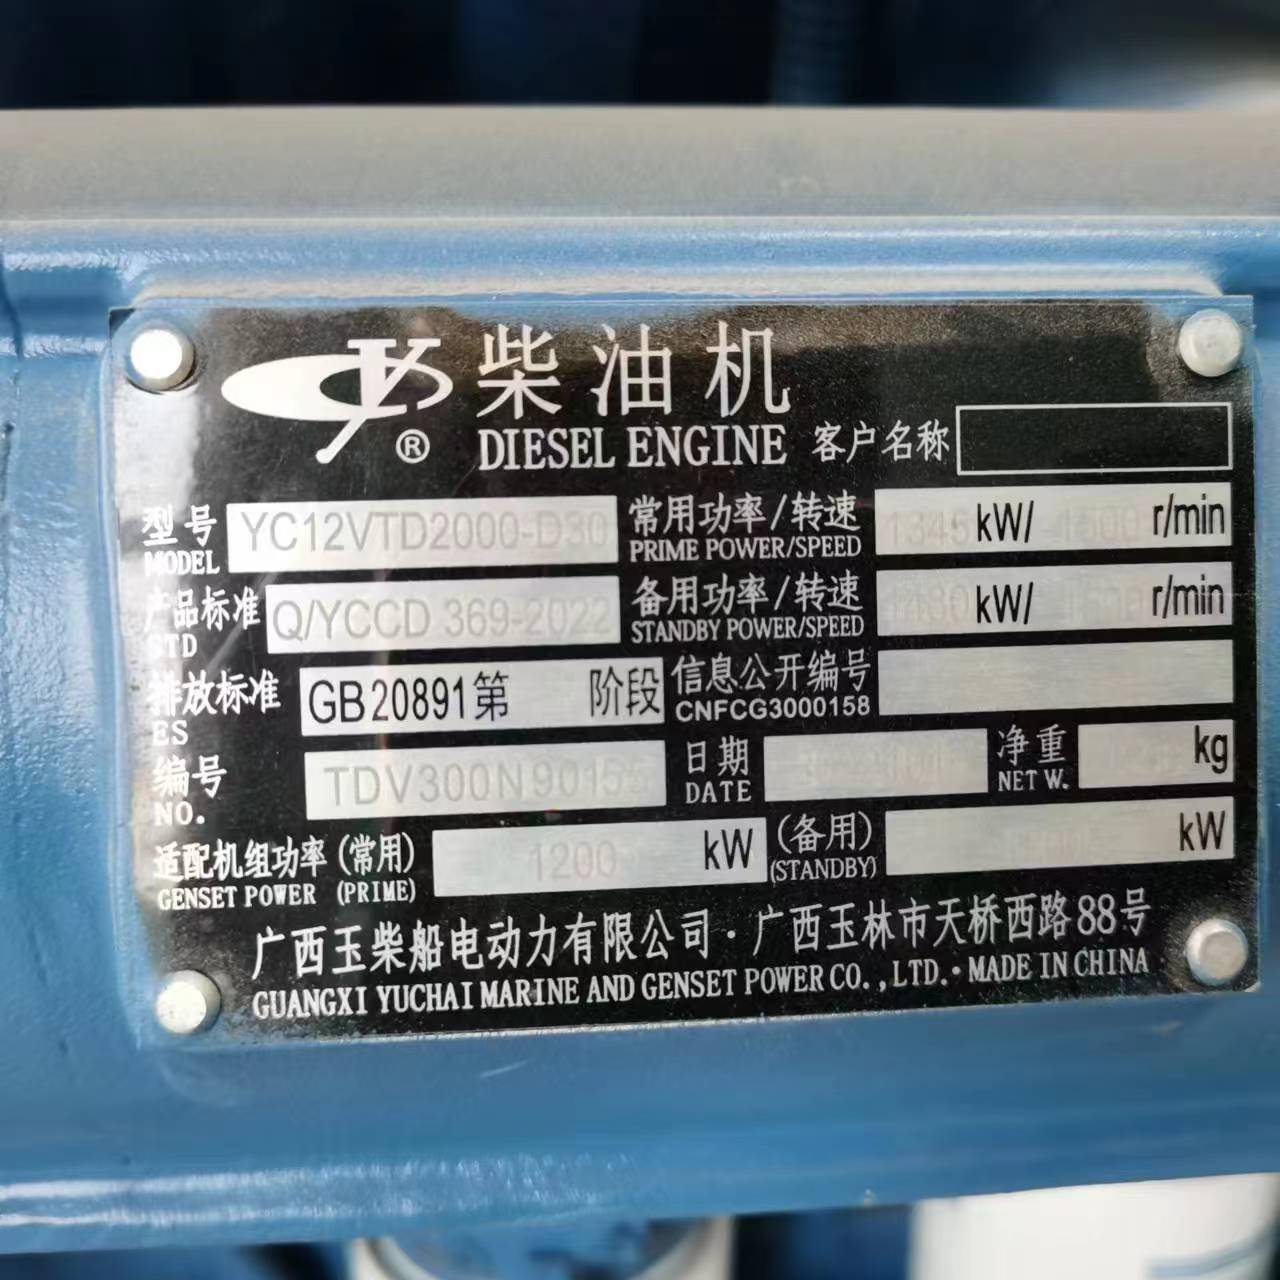 柴油机
® DIESEL ENGINE 客户名称
型号 YC12VTD2000-D30 常用功率/转速 1345 kW/ 1500 r/min
MODEL PRIME POWER/SPEED
产品标准 Q/YCCD 369-2022 备用功率/转速 kW/ r/min
STD STANDBY POWER/SPEED
排放标准 GB 20891第 阶段 信息公开编号
ES CNFCG3000158
编号 TDV300N9015 日期 净重 kg
NO. DATE NET W.
适配机组功率(常用) 1200 kW (备用) kW
GENSET POWER (PRIME) (STANDBY)
广西玉柴船电动力有限公司·广西玉林市天桥西路88号
GUANGXI YUCHAI MARINE AND GENSET POWER CO., LTD.·MADE IN CHINA